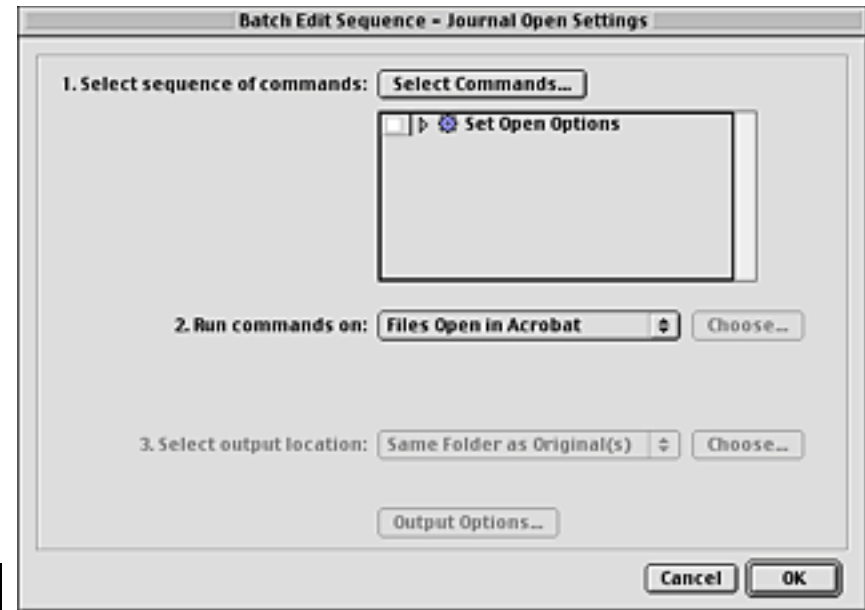 Batch Edit Sequence - Journal Open Settings
1. Select sequence of commands: Select Commands...
Set Open Options
2. Run commands on: Files Open in Acrobat Choose...
3. Select output location: Same Folder as Original(s) Choose...
Output Options...
Cancel OK